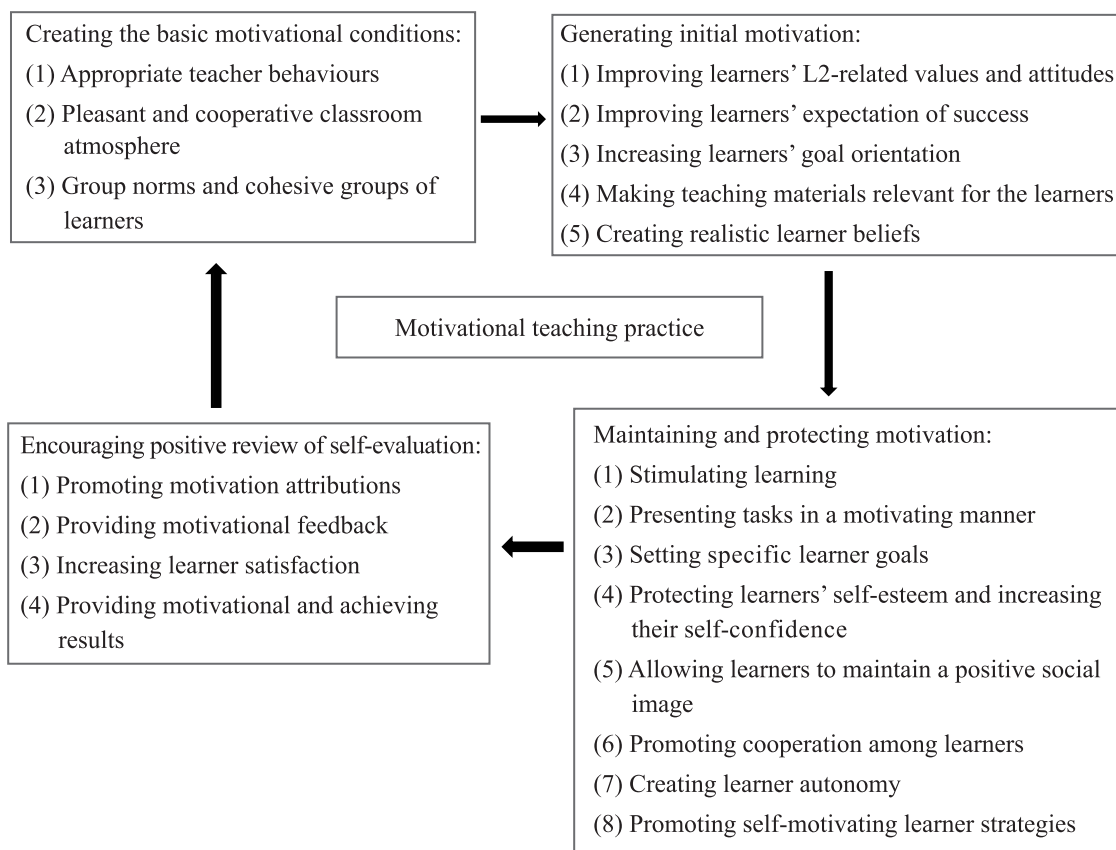 Creating the basic motivational conditions:
(1) Appropriate teacher behaviours
(2) Pleasant and cooperative classroom
atmosphere
(3) Group norms and cohesive groups of
learners
Generating initial motivation:
(1) Improving learners’ L2-related values and attitudes
(2) Improving learners’ expectation of success
(3) Increasing learners’ goal orientation
(4) Making teaching materials relevant for the learners
(5) Creating realistic learner beliefs
Motivational teaching practice
Encouraging positive review of self-evaluation:
(1) Promoting motivation attributions
(2) Providing motivational feedback
(3) Increasing learner satisfaction
(4) Providing motivational and achieving
results
Maintaining and protecting motivation:
(1) Stimulating learning
(2) Presenting tasks in a motivating manner
(3) Setting specific learner goals
(4) Protecting learners’ self-esteem and increasing
their self-confidence
(5) Allowing learners to maintain a positive social
image
(6) Promoting cooperation among learners
(7) Creating learner autonomy
(8) Promoting self-motivating learner strategies